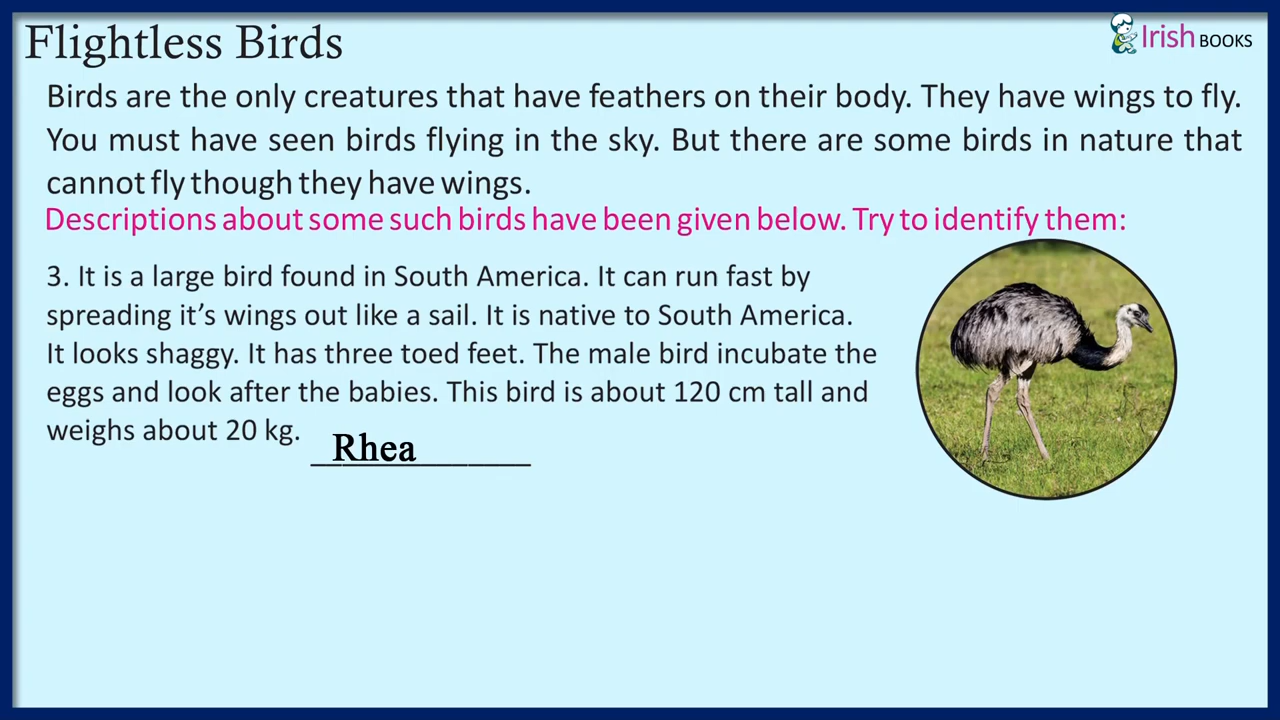 Flightless Birds
Irish BOOKS
Birds are the only creatures that have feathers on their body. They have wings to fly.
You must have seen birds flying in the sky. But there are some birds in nature that
cannot fly though they have wings.
Descriptions about some such birds have been given below. Try to identify them:
3. It is a large bird found in South America. It can run fast by
spreading it’s wings out like a sail. It is native to South America.
It looks shaggy. It has three toed feet. The male bird incubate the
eggs and look after the babies. This bird is about 120 cm tall and
weighs about 20 kg.
Rhea